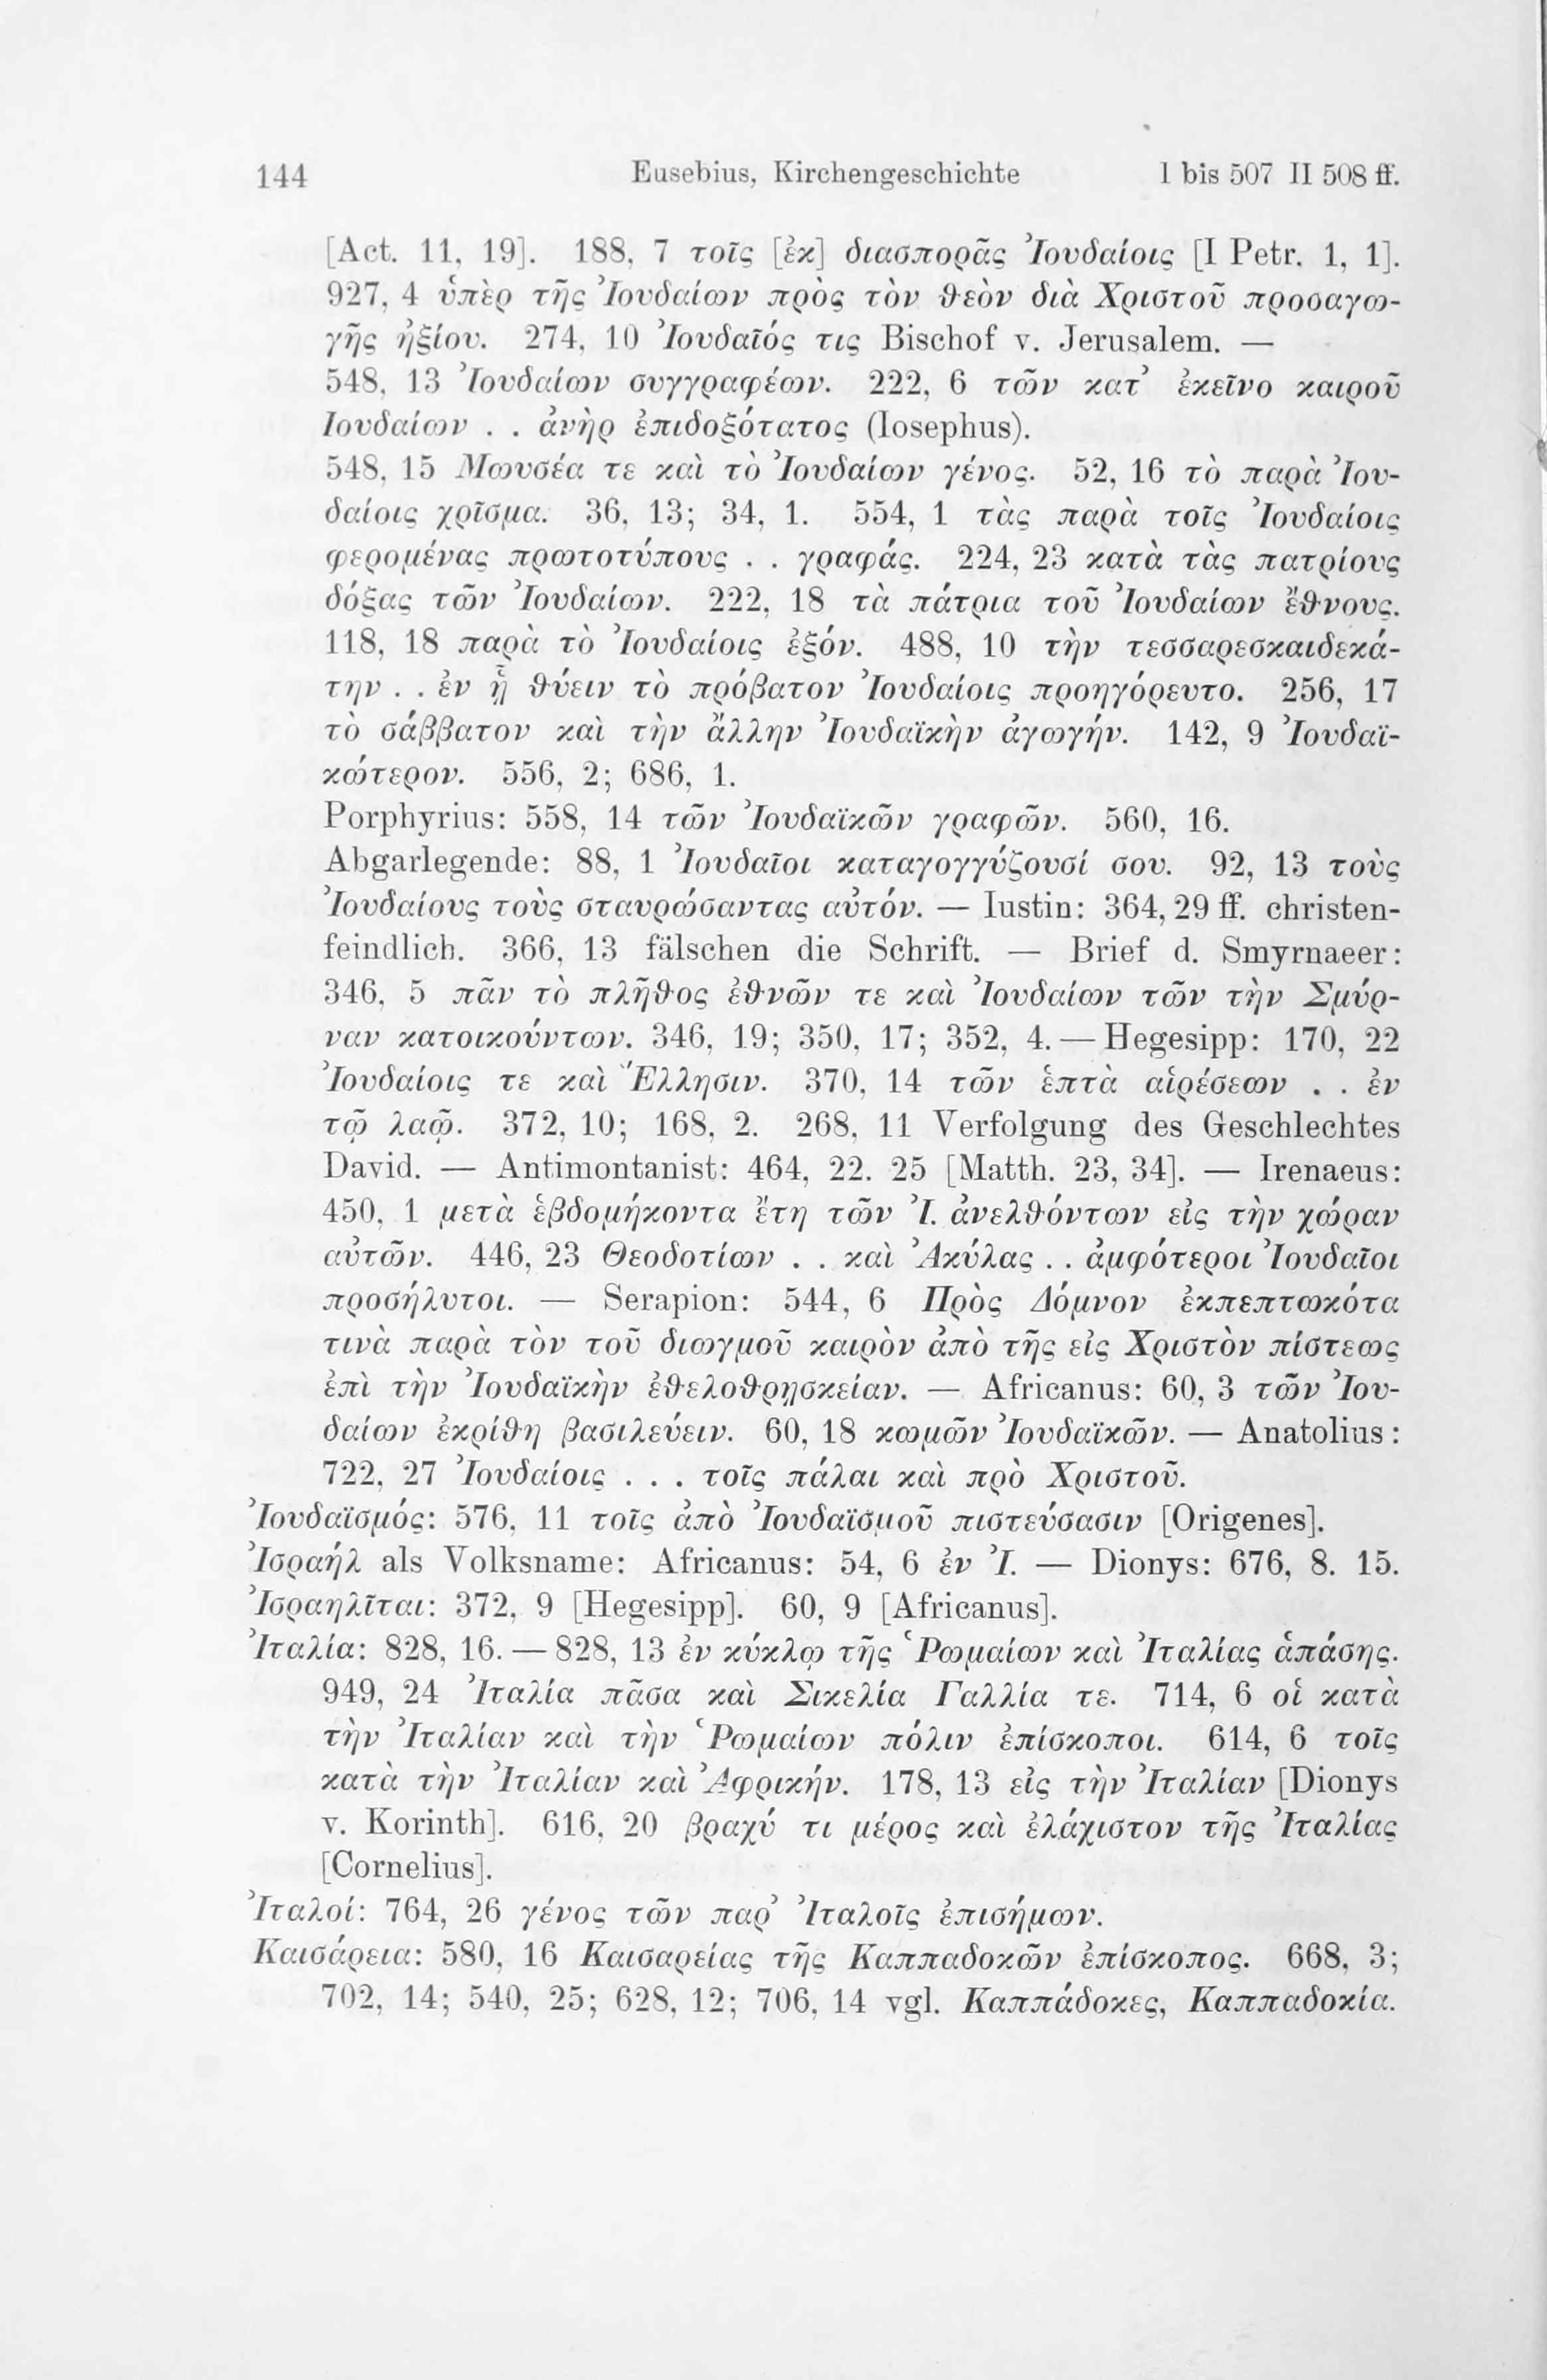 144 Eusebius, Kirchengeschichte I bis 507 II 508 ff.
[Act. 11, 19]. 188, 7 τοῖς [ἐκ] διασπορᾶς Ἰουδαίοις [I Petr. 1, 1].
927, 4 ὑπὲρ τῆς Ἰουδαίων πρὸς τὸν θεὸν διὰ Χριστοῦ προσαγω-
γῆς ἠξίου. 274, 10 Ἰουδαῖός τις Bischof v. Jerusalem. —
548, 13 Ἰουδαίων συγγραφέων. 222, 6 τῶν κατ’ ἐκεῖνο καιροῦ
Ἰουδαίων . . ἀνὴρ ἐπιδοξότατος (Iosephus).
548, 15 Μωυσέα τε καὶ τὸ Ἰουδαίων γένος. 52, 16 τὸ παρὰ Ἰου-
δαίοις χρῖσμα. 36, 13; 34, 1. 554, 1 τὰς παρὰ τοῖς Ἰουδαίοις
φερομένας πρωτοτύπους . . γραφάς. 224, 23 κατὰ τὰς πατρίους
δόξας τῶν Ἰουδαίων. 222, 18 τὰ πάτρια τοῦ Ἰουδαίων ἔθνους.
118, 18 παρὰ τὸ Ἰουδαίοις ἐξόν. 488, 10 τὴν τεσσαρεσκαιδεκά-
την . . ἐν ᾗ θύειν τὸ πρόβατον Ἰουδαίοις προηγόρευτο. 256, 17
τὸ σάββατον καὶ τὴν ἄλλην Ἰουδαϊκὴν ἀγωγήν. 142, 9 Ἰουδαϊ-
κώτερον. 556, 2; 686, 1.
Porphyrius: 558, 14 τῶν Ἰουδαϊκῶν γραφῶν. 560, 16.
Abgarlegende: 88, 1 Ἰουδαῖοι καταγογγύζουσί σου. 92, 13 τοὺς
Ἰουδαίους τοὺς σταυρώσαντας αὐτόν. — Iustin: 364, 29 ff. christen-
feindlich. 366, 13 fälschen die Schrift. — Brief d. Smyrnaeer:
346, 5 πᾶν τὸ πλῆθος ἐθνῶν τε καὶ Ἰουδαίων τῶν τὴν Σμύρ-
ναν κατοικούντων. 346, 19; 350, 17; 352, 4. — Hegesipp: 170, 22
Ἰουδαίοις τε καὶ Ἕλλησιν. 370, 14 τῶν ἑπτὰ αἱρέσεων . . ἐν
τῷ λαῷ. 372, 10; 168, 2. 268, 11 Verfolgung des Geschlechtes
David. — Antimontanist: 464, 22. 25 [Matth. 23, 34]. — Irenaeus:
450, 1 μετὰ ἑβδομήκοντα ἔτη τῶν Ἰ. ἀνελθόντων εἰς τὴν χώραν
αὐτῶν. 446, 23 Θεοδοτίων . . καὶ Ἀκύλας . . ἀμφότεροι Ἰουδαῖοι
προσήλυτοι. — Serapion: 544, 6 Πρὸς Δόμνον ἐκπεπτωκότα
τινὰ παρὰ τὸν τοῦ διωγμοῦ καιρὸν ἀπὸ τῆς εἰς Χριστὸν πίστεως
ἐπὶ τὴν Ἰουδαϊκὴν ἐθελοθρῃσκείαν. — Africanus: 60, 3 τῶν Ἰου-
δαίων ἐκρίθη βασιλεύειν. 60, 18 κωμῶν Ἰουδαϊκῶν. — Anatolius:
722, 27 Ἰουδαίοις . . . τοῖς πάλαι καὶ πρὸ Χριστοῦ.
Ἰουδαϊσμός: 576, 11 τοῖς ἀπὸ Ἰουδαϊσμοῦ πιστεύσασιν [Origenes].
Ἰσραήλ als Volksname: Africanus: 54, 6 ἐν Ἰ. — Dionys: 676, 8. 15.
Ἰσραηλῖται: 372, 9 [Hegesipp]. 60, 9 [Africanus].
Ἰταλία: 828, 16. — 828, 13 ἐν κύκλῳ τῆς Ῥωμαίων καὶ Ἰταλίας ἁπάσης.
949, 24 Ἰταλία πᾶσα καὶ Σικελία Γαλλία τε. 714, 6 οἱ κατὰ
τὴν Ἰταλίαν καὶ τὴν Ῥωμαίων πόλιν ἐπίσκοποι. 614, 6 τοῖς
κατὰ τὴν Ἰταλίαν καὶ Ἀφρικήν. 178, 13 εἰς τὴν Ἰταλίαν [Dionys
v. Korinth]. 616, 20 βραχύ τι μέρος καὶ ἐλάχιστον τῆς Ἰταλίας
[Cornelius].
Ἰταλοί: 764, 26 γένος τῶν παρ’ Ἰταλοῖς ἐπισήμων.
Καισάρεια: 580, 16 Καισαρείας τῆς Καππαδοκῶν ἐπίσκοπος. 668, 3;
702, 14; 540, 25; 628, 12; 706, 14 vgl. Καππάδοκες, Καππαδοκία.